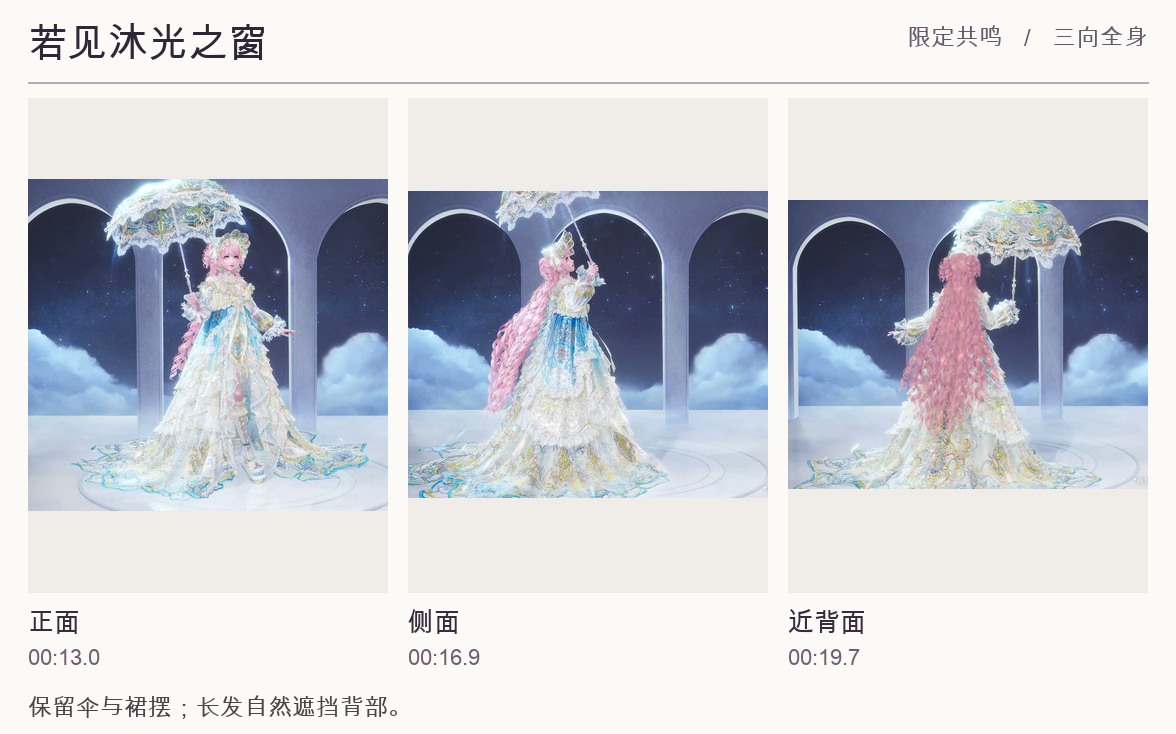 若见沐光之窗
限定共鸣 / 三向全身
正面
00:13.0
侧面
00:16.9
近背面
00:19.7
保留伞与裙摆；长发自然遮挡背部。